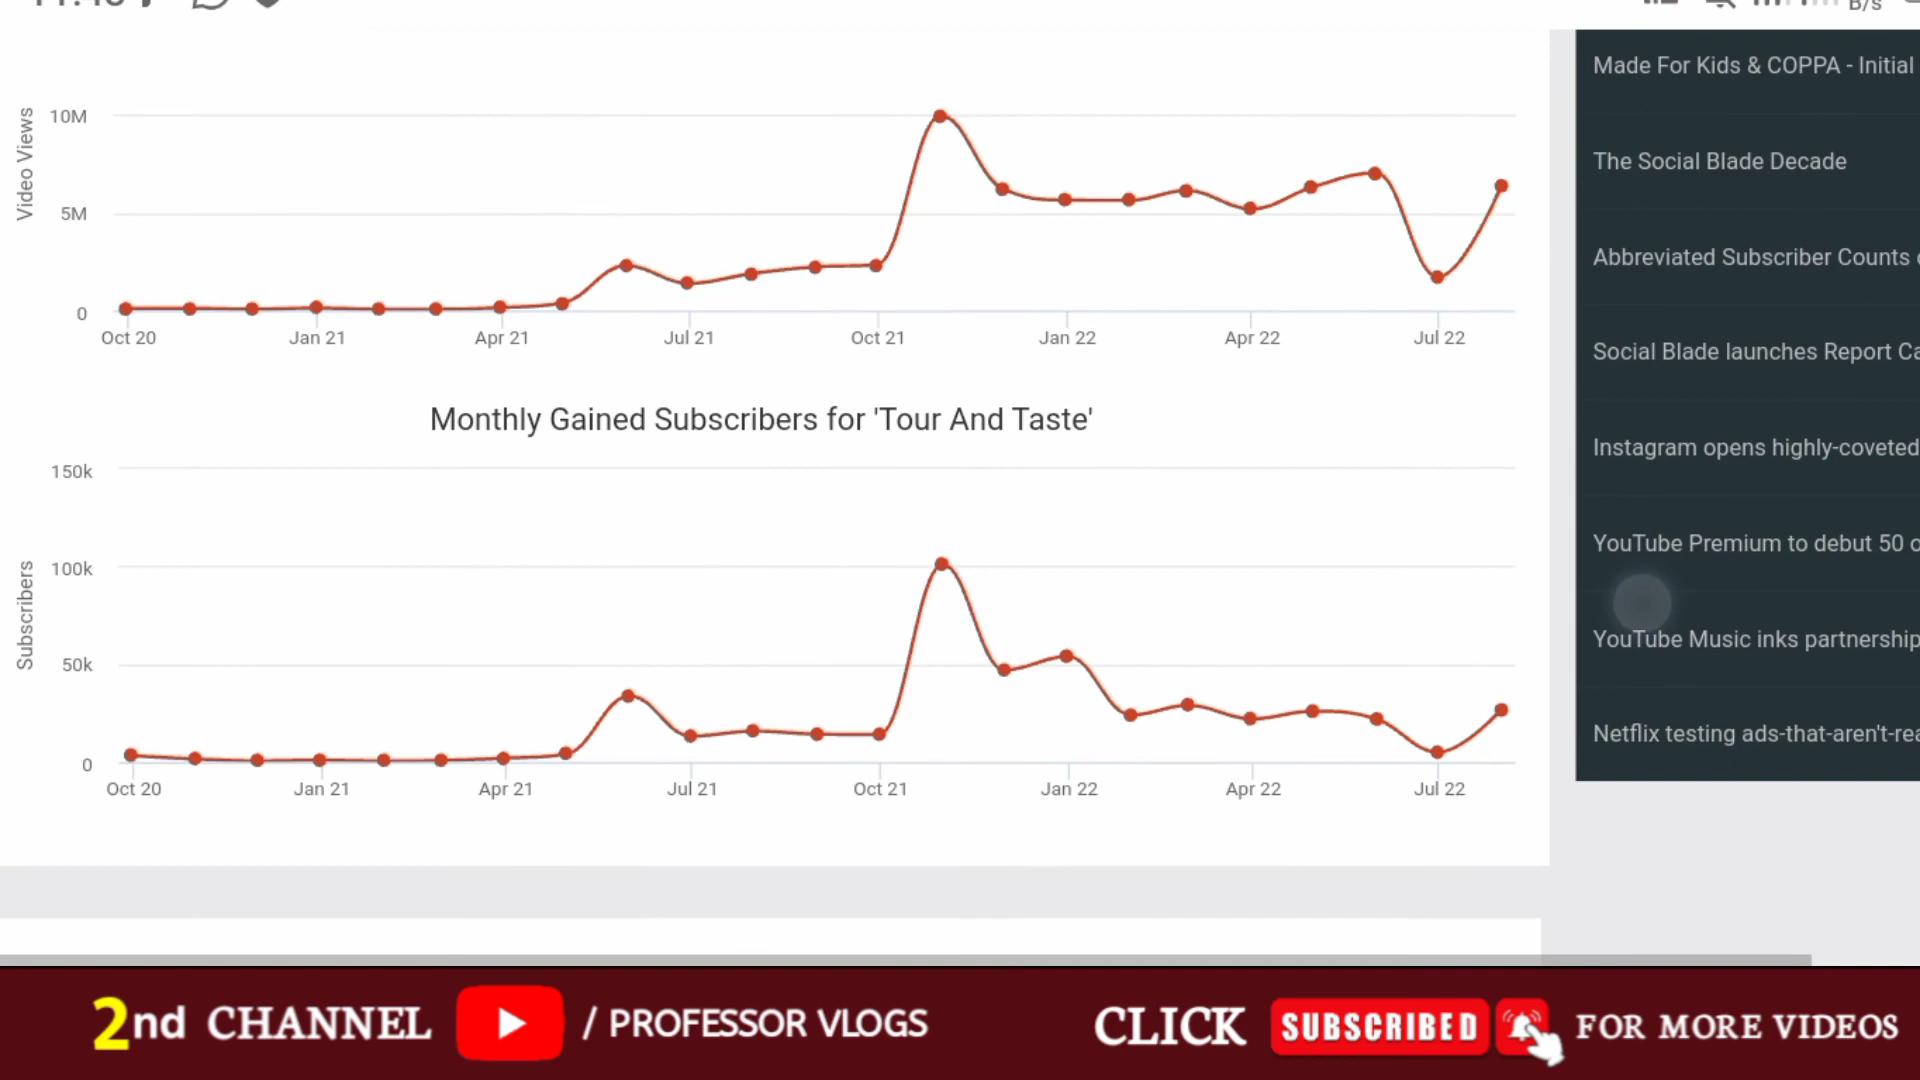 B/s
Video Views
10M
5M
0
Oct 20
Jan 21
Apr 21
Jul 21
Oct 21
Jan 22
Apr 22
Jul 22
Monthly Gained Subscribers for 'Tour And Taste'
Subscribers
150k
100k
50k
0
Oct 20
Jan 21
Apr 21
Jul 21
Oct 21
Jan 22
Apr 22
Jul 22
Made For Kids & COPPA - Initial
The Social Blade Decade
Abbreviated Subscriber Counts
Social Blade launches Report
Instagram opens highly-coveted
YouTube Premium to debut 50
YouTube Music inks partnership
Netflix testing ads-that-aren't-rea
2nd CHANNEL / PROFESSOR VLOGS
CLICK SUBSCRIBED FOR MORE VIDEOS